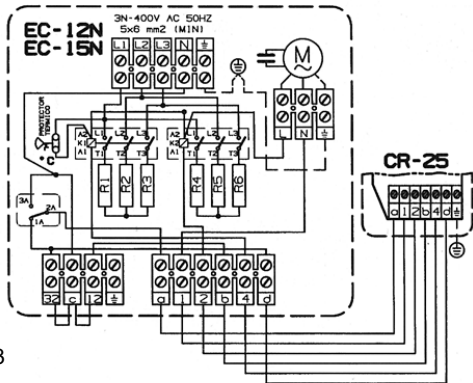 3N-400V AC 50HZ
5x6 mm2 (MINI)
EC-12N
EC-15N
L1 L2 L3 N
M
L N
PROTECTOR
TERMICO
C
A2 L1 L2 L3 A2 L1 L2 L3
K1 K2
A1 T1 T2 T3 A1 T1 T2 T3
R1 R2 R3 R4 R5 R6
CR-25
a 1 2 b 4 d
3A 2A
1A
32 c 12
a 1 2 b 4 d
3